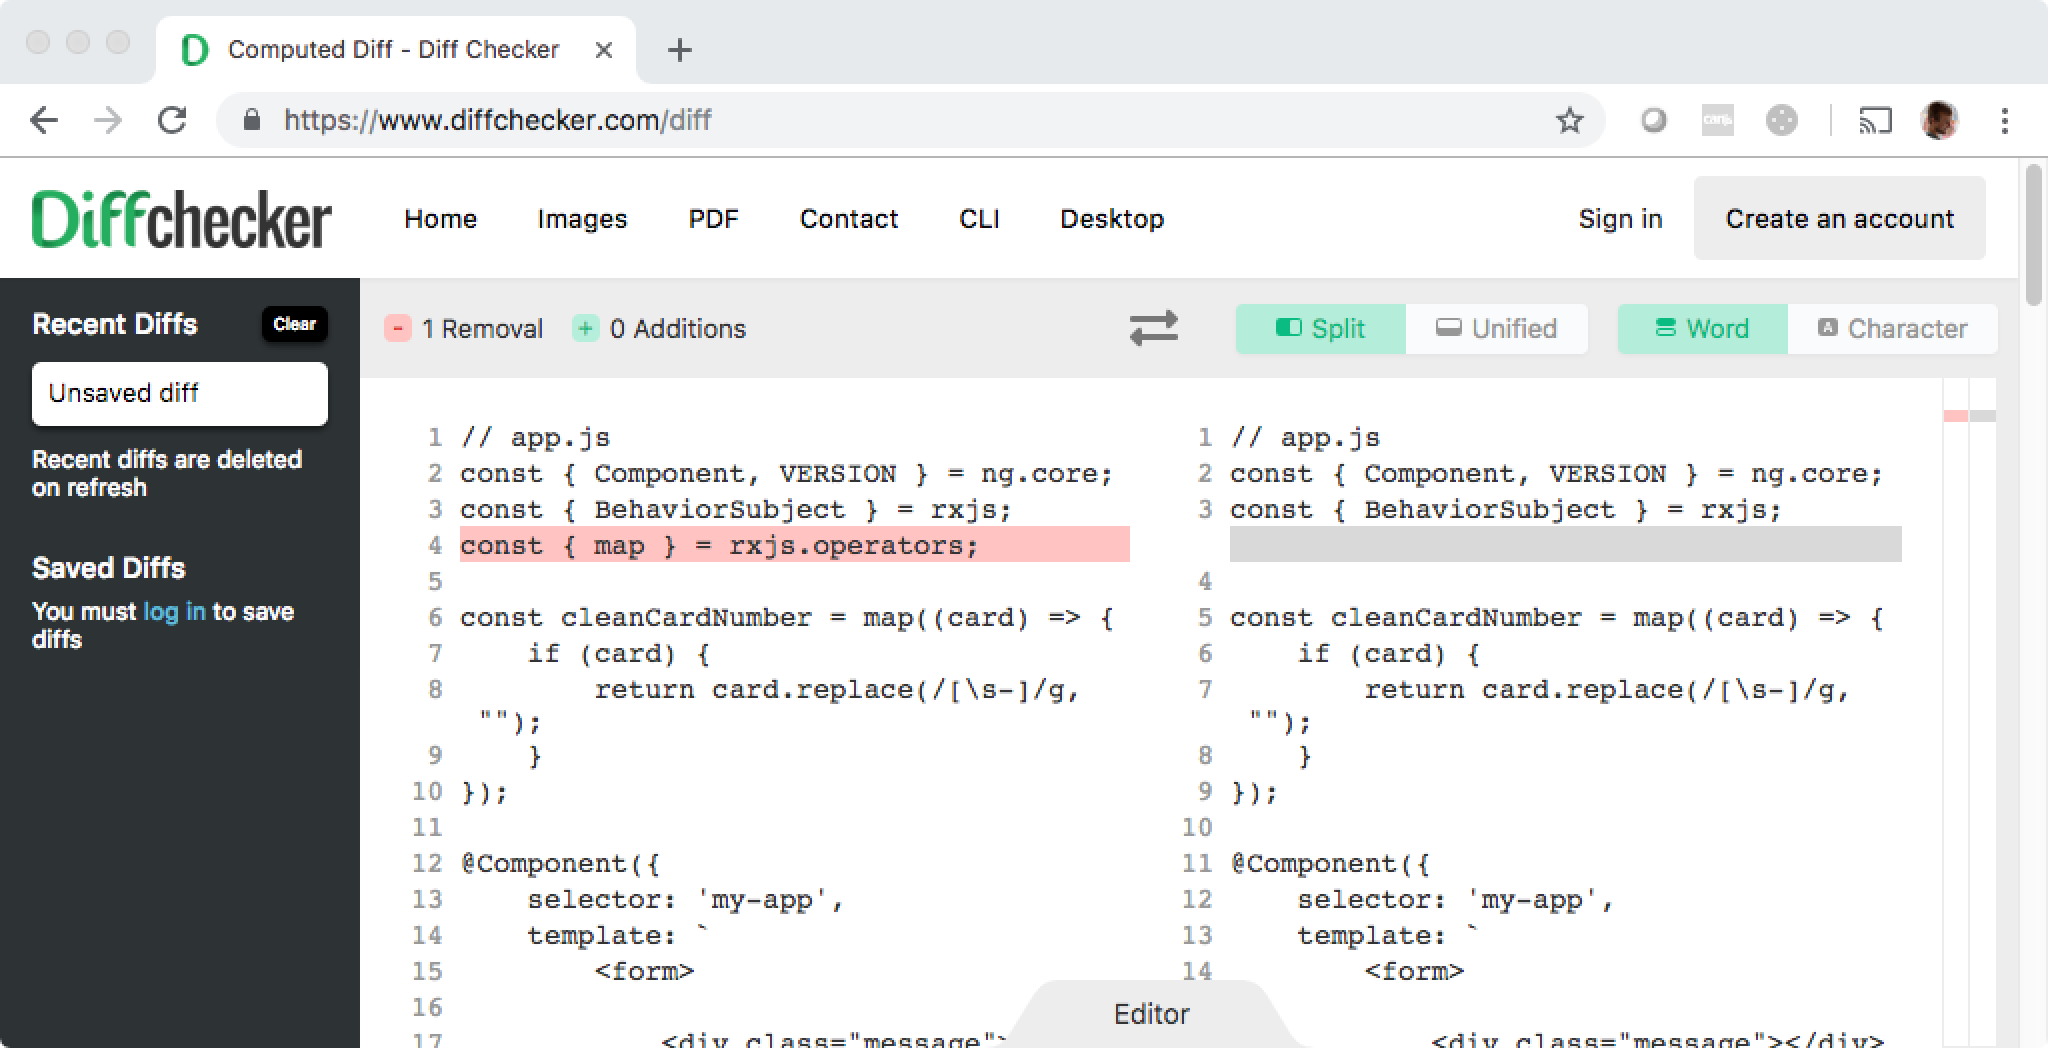 Computed Diff - Diff Checker
https://www.diffchecker.com/diff
canjs
Diffchecker
Home Images PDF Contact CLI Desktop Sign in Create an account
Recent Diffs Clear
Unsaved diff
Recent diffs are deleted
on refresh
Saved Diffs
You must log in to save
diffs
- 1 Removal + 0 Additions Split Unified Word A Character
1 // app.js
2 const { Component, VERSION } = ng.core;
3 const { BehaviorSubject } = rxjs;
4 const { map } = rxjs.operators;
5
6 const cleanCardNumber = map((card) => {
7     if (card) {
8         return card.replace(/[\s-]/g,
"");
9     }
10 });
11
12 @Component({
13     selector: 'my-app',
14     template: `
15         <form>
16
17             <div class="message">
1 // app.js
2 const { Component, VERSION } = ng.core;
3 const { BehaviorSubject } = rxjs;
4
5 const cleanCardNumber = map((card) => {
6     if (card) {
7         return card.replace(/[\s-]/g,
"");
8     }
9 });
10
11 @Component({
12     selector: 'my-app',
13     template: `
14         <form>
<div class="message"></div>
Editor